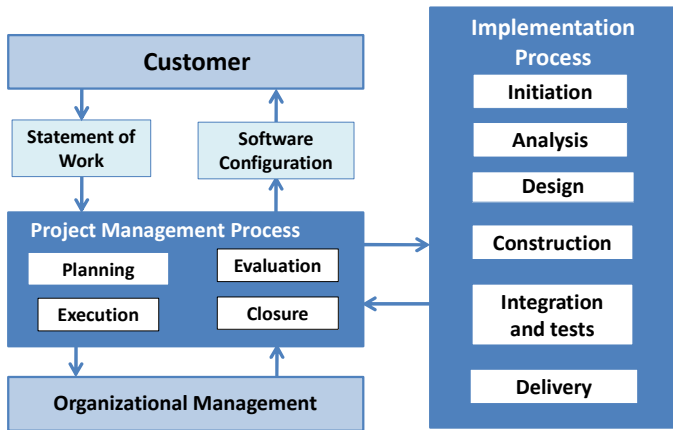 Customer
Statement of
Work
Software
Configuration
Project Management Process
Planning
Evaluation
Execution
Closure
Organizational Management
Implementation
Process
Initiation
Analysis
Design
Construction
Integration
and tests
Delivery